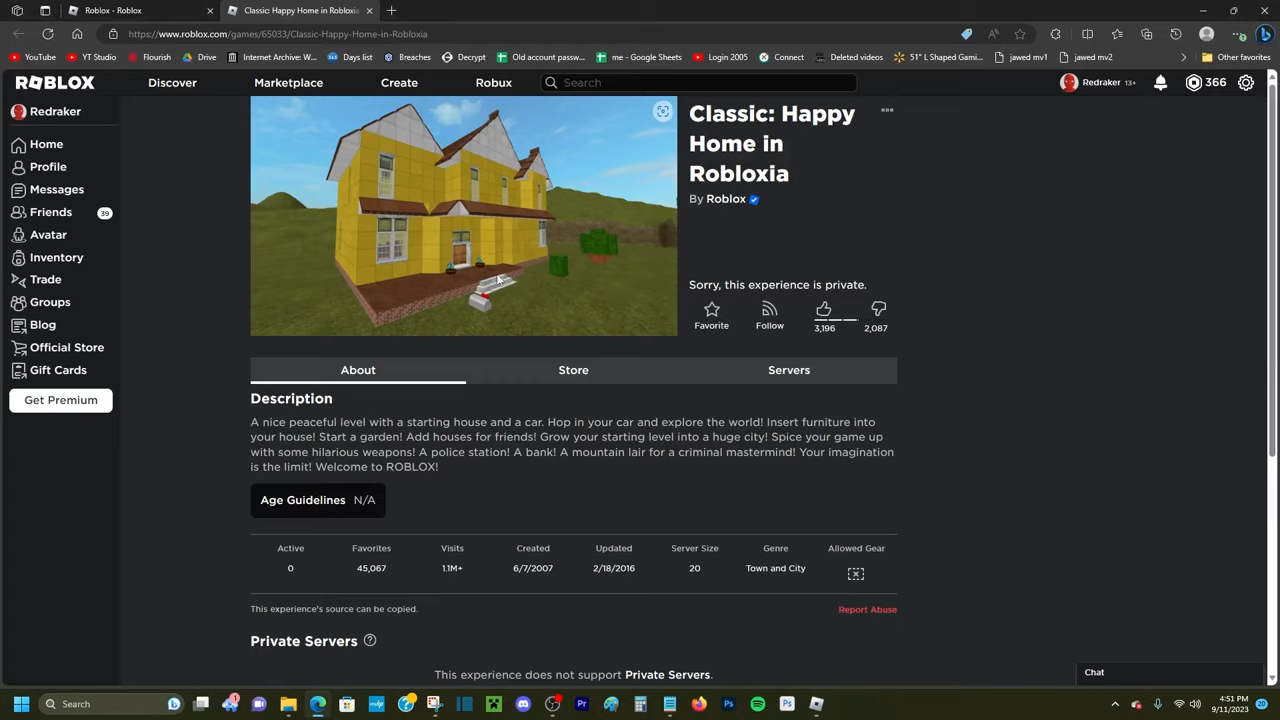 Roblox - Roblox
Classic Happy Home in Robloxia
https://www.roblox.com/games/65033/Classic-Happy-Home-in-Robloxia
YouTube YT Studio Flourish Drive Internet Archive: W... Days list Breaches Decrypt Old account passw... me - Google Sheets Login 2005 Connect Deleted videos 51" L Shaped Gami... jawed mv1 jawed mv2 Other favorites
ROBLOX Discover Marketplace Create Robux Search Redraker 13+ 366
Redraker
Home
Profile
Messages
Friends 39
Avatar
Inventory
Trade
Groups
Blog
Official Store
Gift Cards
Get Premium
Classic: Happy
Home in
Robloxia
By Roblox
Sorry, this experience is private.
Favorite Follow 3,196 2,087
About Store Servers
Description
A nice peaceful level with a starting house and a car. Hop in your car and explore the world! Insert furniture into
your house! Start a garden! Add houses for friends! Grow your starting level into a huge city! Spice your game up
with some hilarious weapons! A police station! A bank! A mountain lair for a criminal mastermind! Your imagination
is the limit! Welcome to ROBLOX!
Age Guidelines N/A
Active Favorites Visits Created Updated Server Size Genre Allowed Gear
0 45,067 1.1M+ 6/7/2007 2/18/2016 20 Town and City
This experience's source can be copied. Report Abuse
Private Servers
This experience does not support Private Servers.
Chat
Search
4:51 PM
9/11/2023